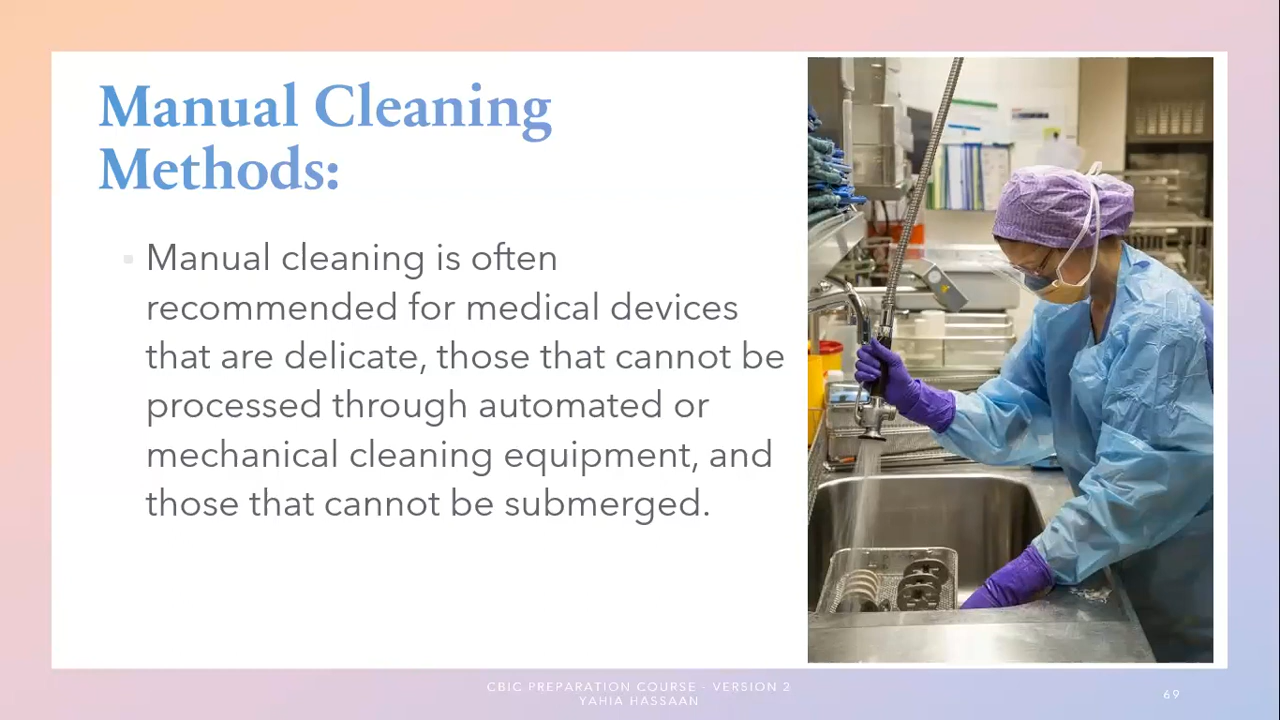 Manual Cleaning
Methods:
Manual cleaning is often
recommended for medical devices
that are delicate, those that cannot be
processed through automated or
mechanical cleaning equipment, and
those that cannot be submerged.
CBIC PREPARATION COURSE - VERSION 2
YAHIA HASSAAN
69